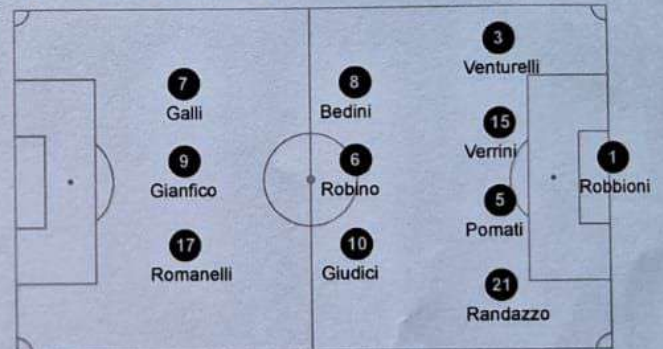 3
Venturelli
7
Galli
8
Bedini
15
Verrini
9
Gianfico
6
Robino
1
Robbioni
5
Pomati
17
Romanelli
10
Giudici
21
Randazzo